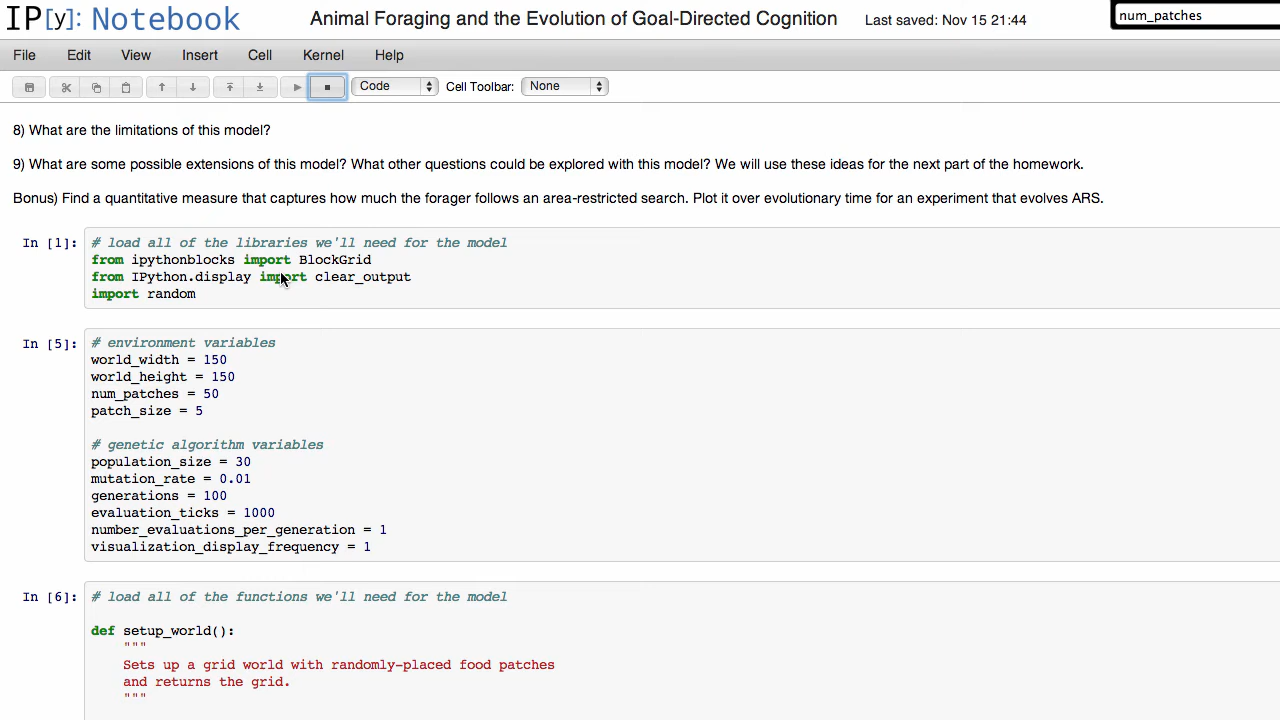 IP[y]: Notebook Animal Foraging and the Evolution of Goal-Directed Cognition Last saved: Nov 15 21:44
num_patches
File Edit View Insert Cell Kernel Help
Code Cell Toolbar: None
8) What are the limitations of this model?
9) What are some possible extensions of this model? What other questions could be explored with this model? We will use these ideas for the next part of the homework.
Bonus) Find a quantitative measure that captures how much the forager follows an area-restricted search. Plot it over evolutionary time for an experiment that evolves ARS.
In [1]: # load all of the libraries we'll need for the model
from ipythonblocks import BlockGrid
from IPython.display import clear_output
import random
In [5]: # environment variables
world_width = 150
world_height = 150
num_patches = 50
patch_size = 5
# genetic algorithm variables
population_size = 30
mutation_rate = 0.01
generations = 100
evaluation_ticks = 1000
number_evaluations_per_generation = 1
visualization_display_frequency = 1
In [6]: # load all of the functions we'll need for the model
def setup_world():
"""
Sets up a grid world with randomly-placed food patches
and returns the grid.
"""